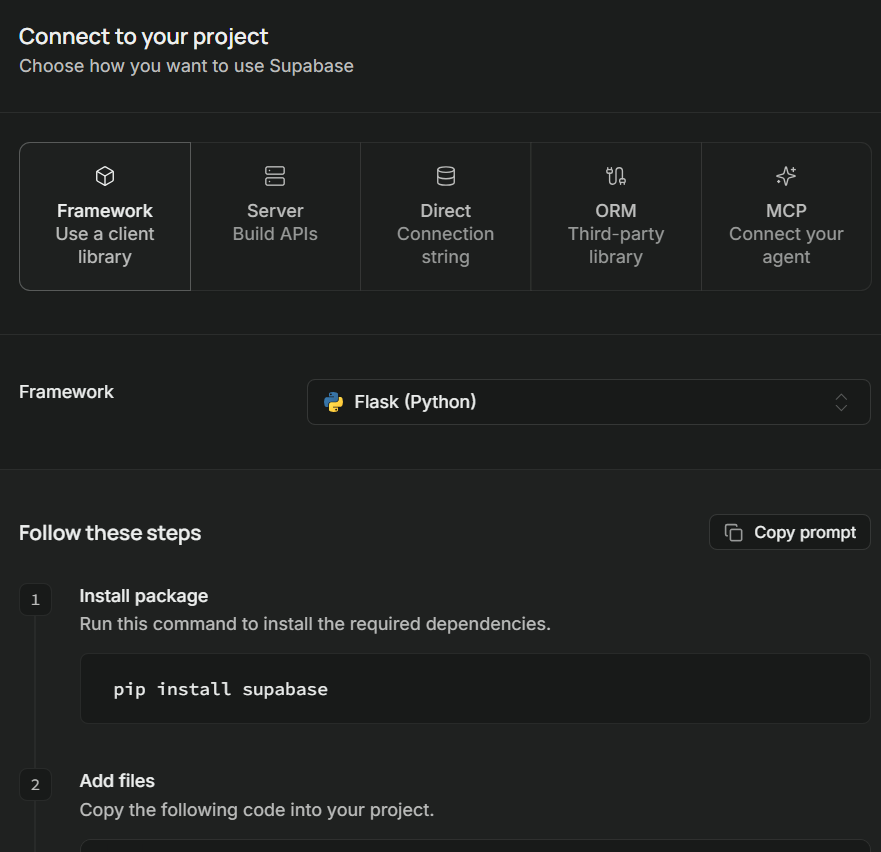 Connect to your project
Choose how you want to use Supabase
Framework
Use a client
library
Server
Build APIs
Direct
Connection
string
ORM
Third-party
library
MCP
Connect your
agent
Framework
Flask (Python)
Follow these steps
Copy prompt
1
Install package
Run this command to install the required dependencies.
pip install supabase
2
Add files
Copy the following code into your project.